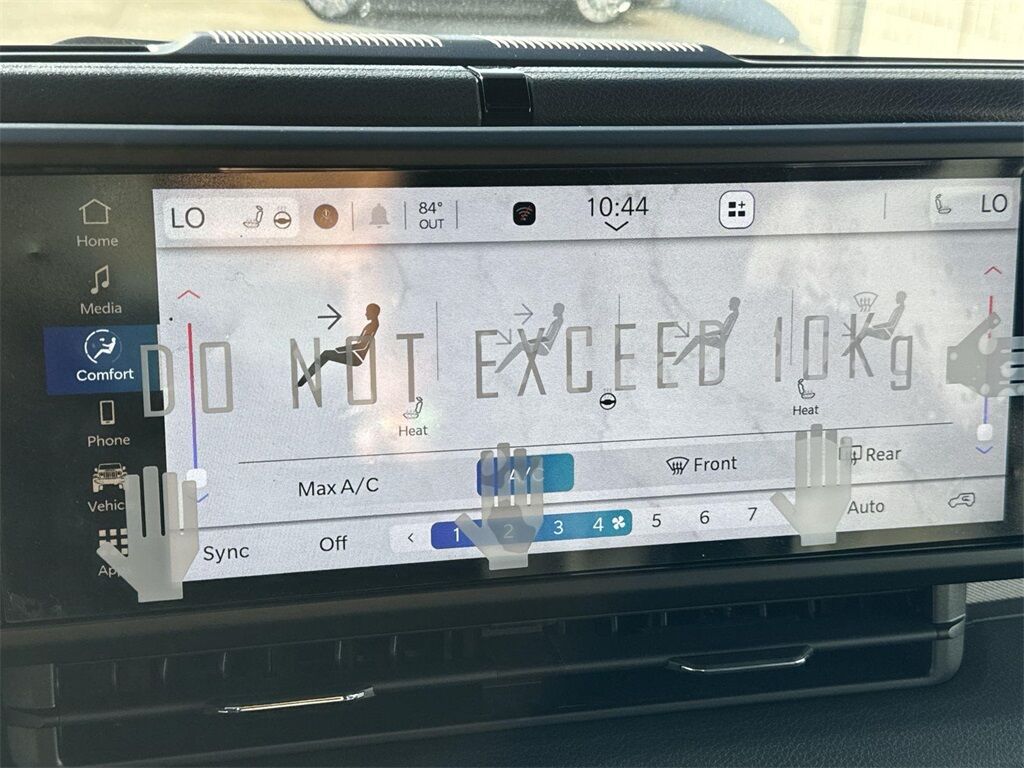 LO 84° OUT 10:44 LO
Home
Media
Comfort
DO NOT EXCEED 10Kg
Phone
Heat
Heat
Max A/C A/C Front Rear
Vehic
Sync Off 1 2 3 4 5 6 7 Auto
Ap